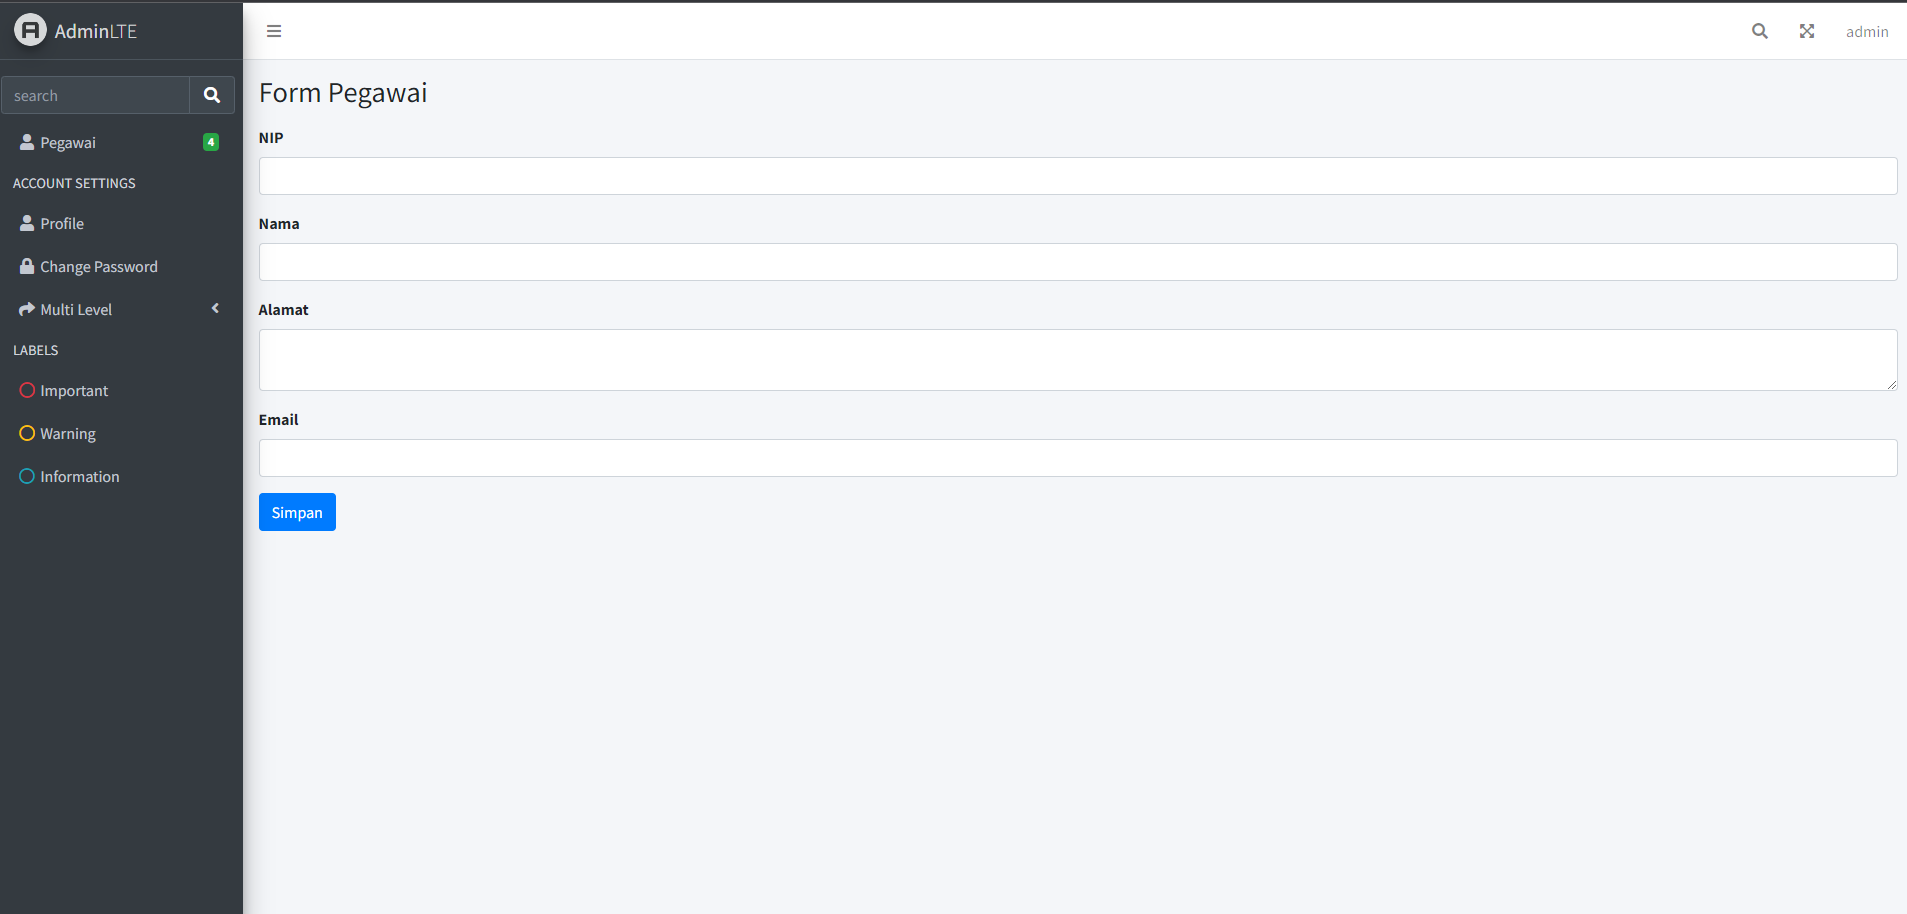 AdminLTE
admin
search
Pegawai 4
ACCOUNT SETTINGS
Profile
Change Password
Multi Level
LABELS
Important
Warning
Information
Form Pegawai
NIP
Nama
Alamat
Email
Simpan